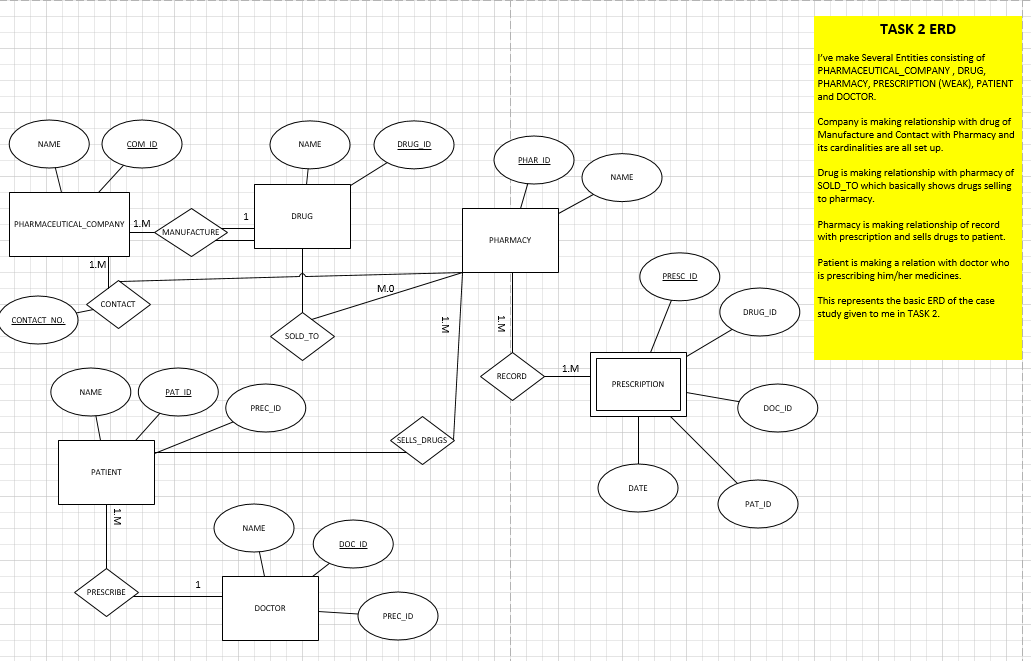 TASK 2 ERD
I've make Several Entities consisting of
PHARMACEUTICAL_COMPANY , DRUG,
PHARMACY, PRESCRIPTION (WEAK), PATIENT
and DOCTOR.
Company is making relationship with drug of
Manufacture and Contact with Pharmacy and
its cardinalities are all set up.
Drug is making relationship with pharmacy of
SOLD_TO which basically shows drugs selling
to pharmacy.
Pharmacy is making relationship of record
with prescription and sells drugs to patient.
Patient is making a relation with doctor who
is prescribing him/her medicines.
This represents the basic ERD of the case
study given to me in TASK 2.
NAME
COM_ID
NAME
DRUG_ID
PHAR_ID
NAME
PHARMACEUTICAL_COMPANY
1.M
MANUFACTURE
1
DRUG
PHARMACY
1.M
CONTACT
CONTACT_NO.
M.0
SOLD_TO
1.M
1.M
PRESC_ID
DRUG_ID
RECORD
1.M
PRESCRIPTION
DOC_ID
DATE
PAT_ID
NAME
PAT_ID
PREC_ID
SELLS_DRUGS
PATIENT
1.M
NAME
DOC_ID
PRESCRIBE
1
DOCTOR
PREC_ID